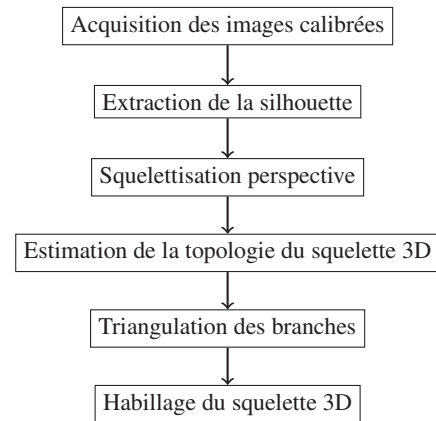 Acquisition des images calibrées
Extraction de la silhouette
Squelettisation perspective
Estimation de la topologie du squelette 3D
Triangulation des branches
Habillage du squelette 3D